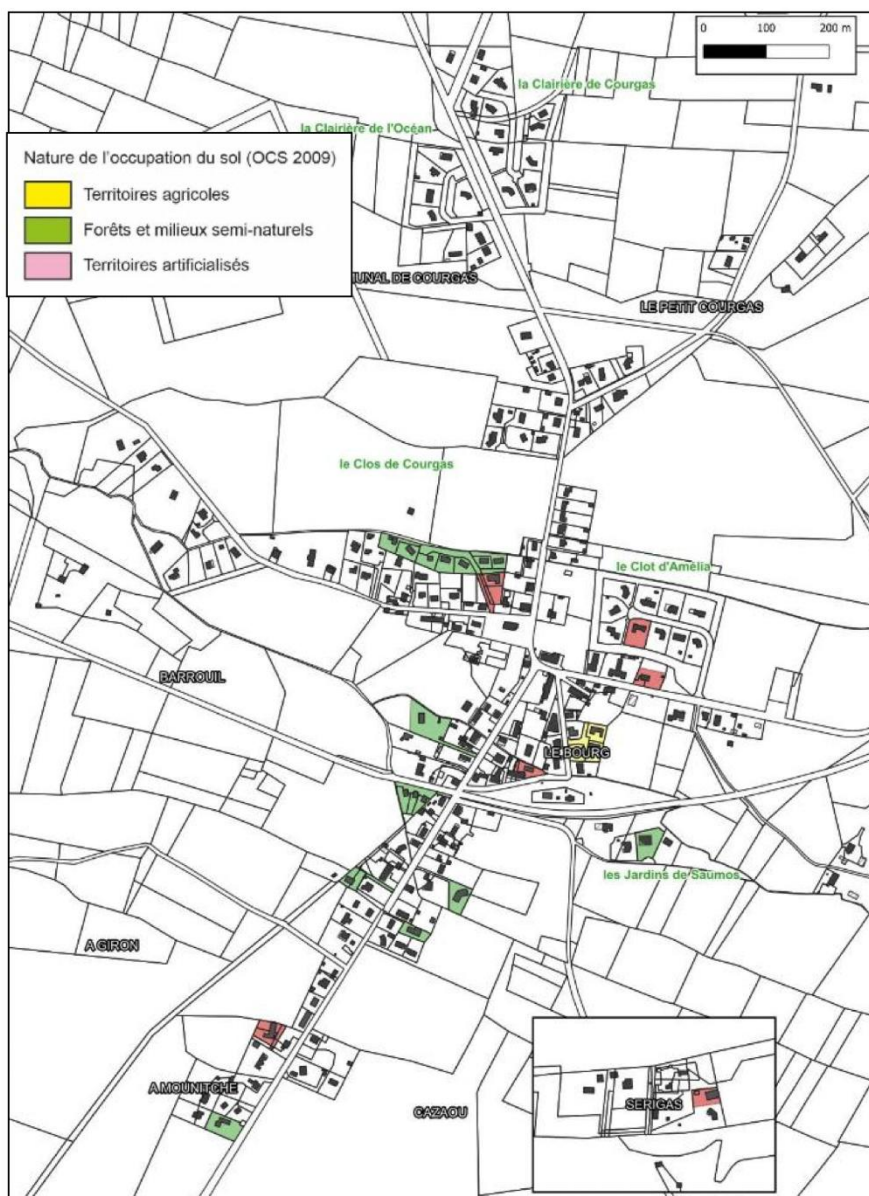 0 100 200 m
la Clairière de Courgas
la Clairière de l'Océan
Nature de l'occupation du sol (OCS 2009)
Territoires agricoles
Forêts et milieux semi-naturels
Territoires artificialisés
MUNAL DE COURGAS
LE PETIT COURGAS
le Clos de Courgas
le Clot d'Amélia
BARROUIL
LE BOURG
les Jardins de Saumos
A GIRON
A MOUNITCHE
CAZAOU
SERIGAS